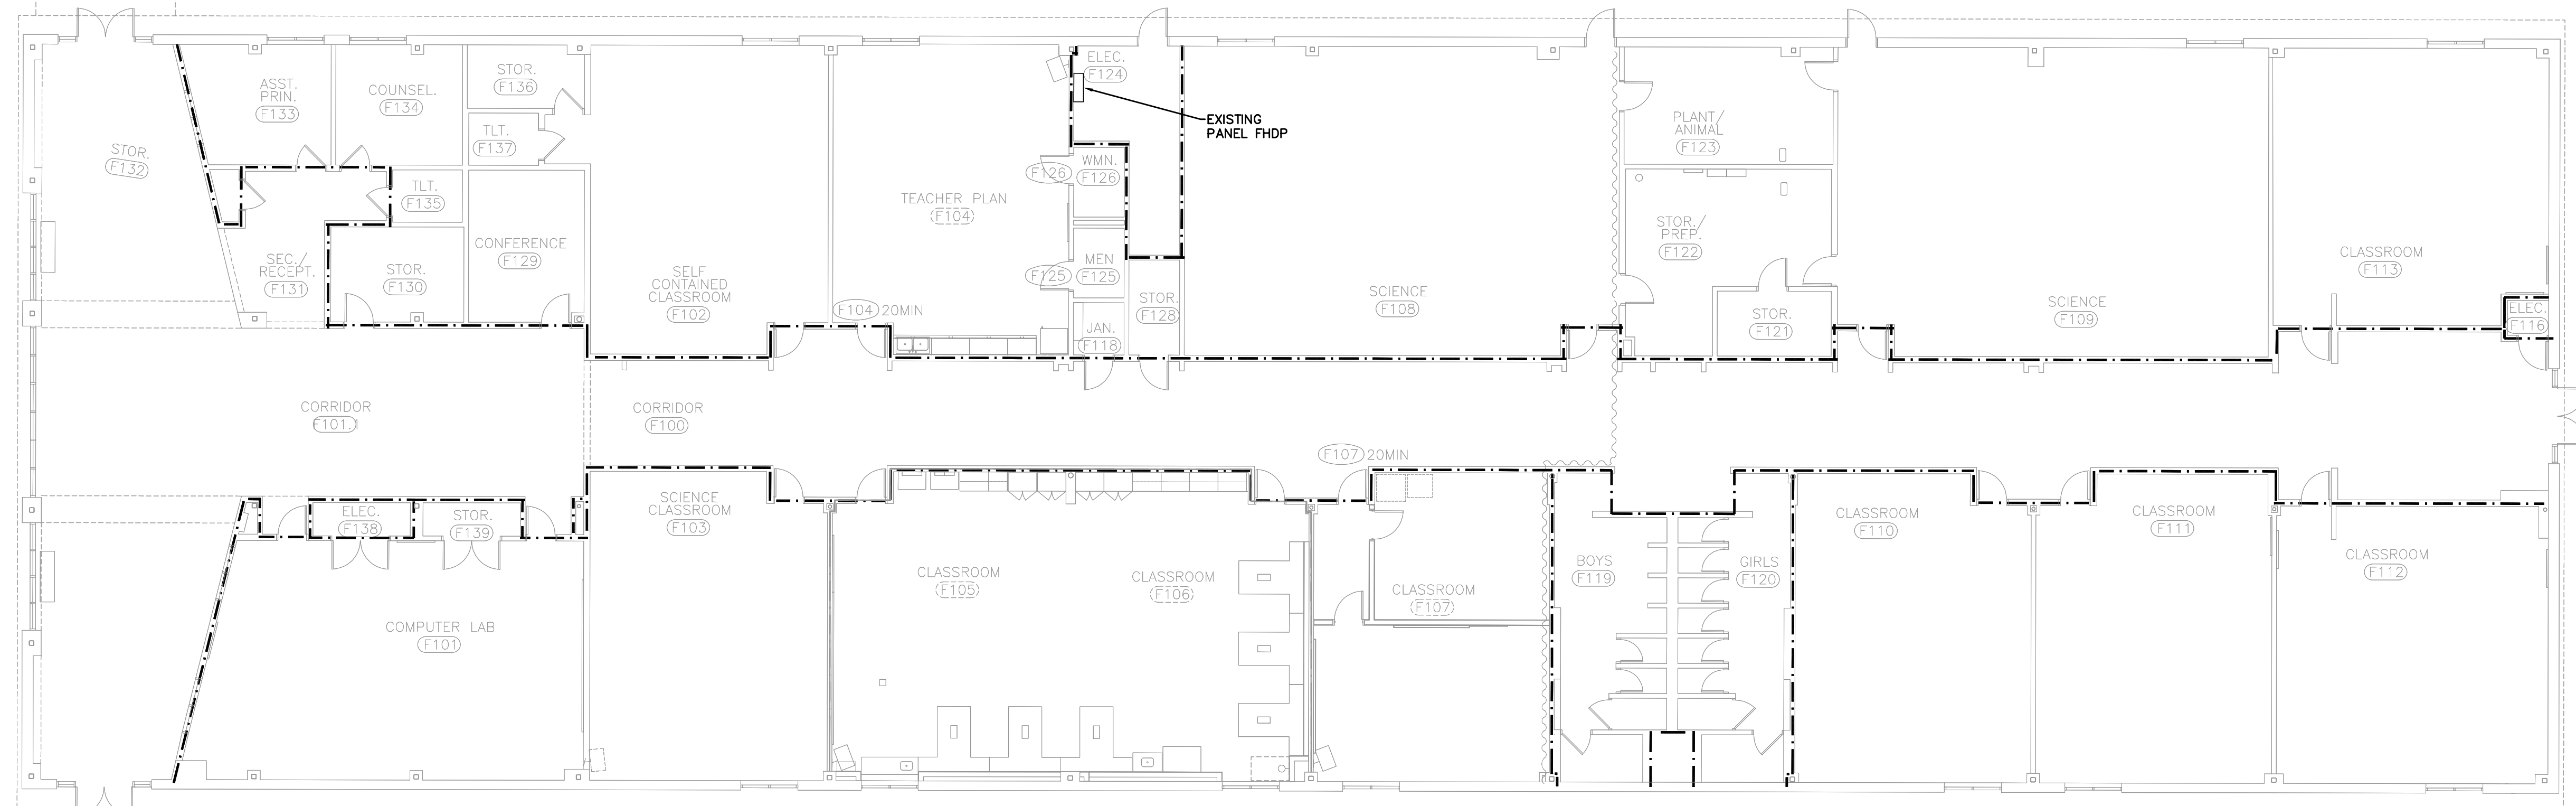 STOR.
F132
ASST.
PRIN.
F133
COUNSEL.
F134
STOR.
F136
TLT.
F137
TLT.
F135
SEC./
RECEPT.
F131
STOR.
F130
CONFERENCE
F129
SELF
CONTAINED
CLASSROOM
F102
TEACHER PLAN
F104
F104 20MIN
ELEC.
F124
EXISTING
PANEL FHDP
F126
WMN.
F126
F125
MEN
F125
JAN.
F118
STOR.
F128
SCIENCE
F108
PLANT/
ANIMAL
F123
STOR./
PREP.
F122
STOR.
F121
SCIENCE
F109
CLASSROOM
F113
ELEC.
F116
CORRIDOR
F101.1
CORRIDOR
F100
F107 20MIN
ELEC.
F138
STOR.
F139
COMPUTER LAB
F101
SCIENCE
CLASSROOM
F103
CLASSROOM
F105
CLASSROOM
F106
CLASSROOM
F107
BOYS
F119
GIRLS
F120
CLASSROOM
F110
CLASSROOM
F111
CLASSROOM
F112